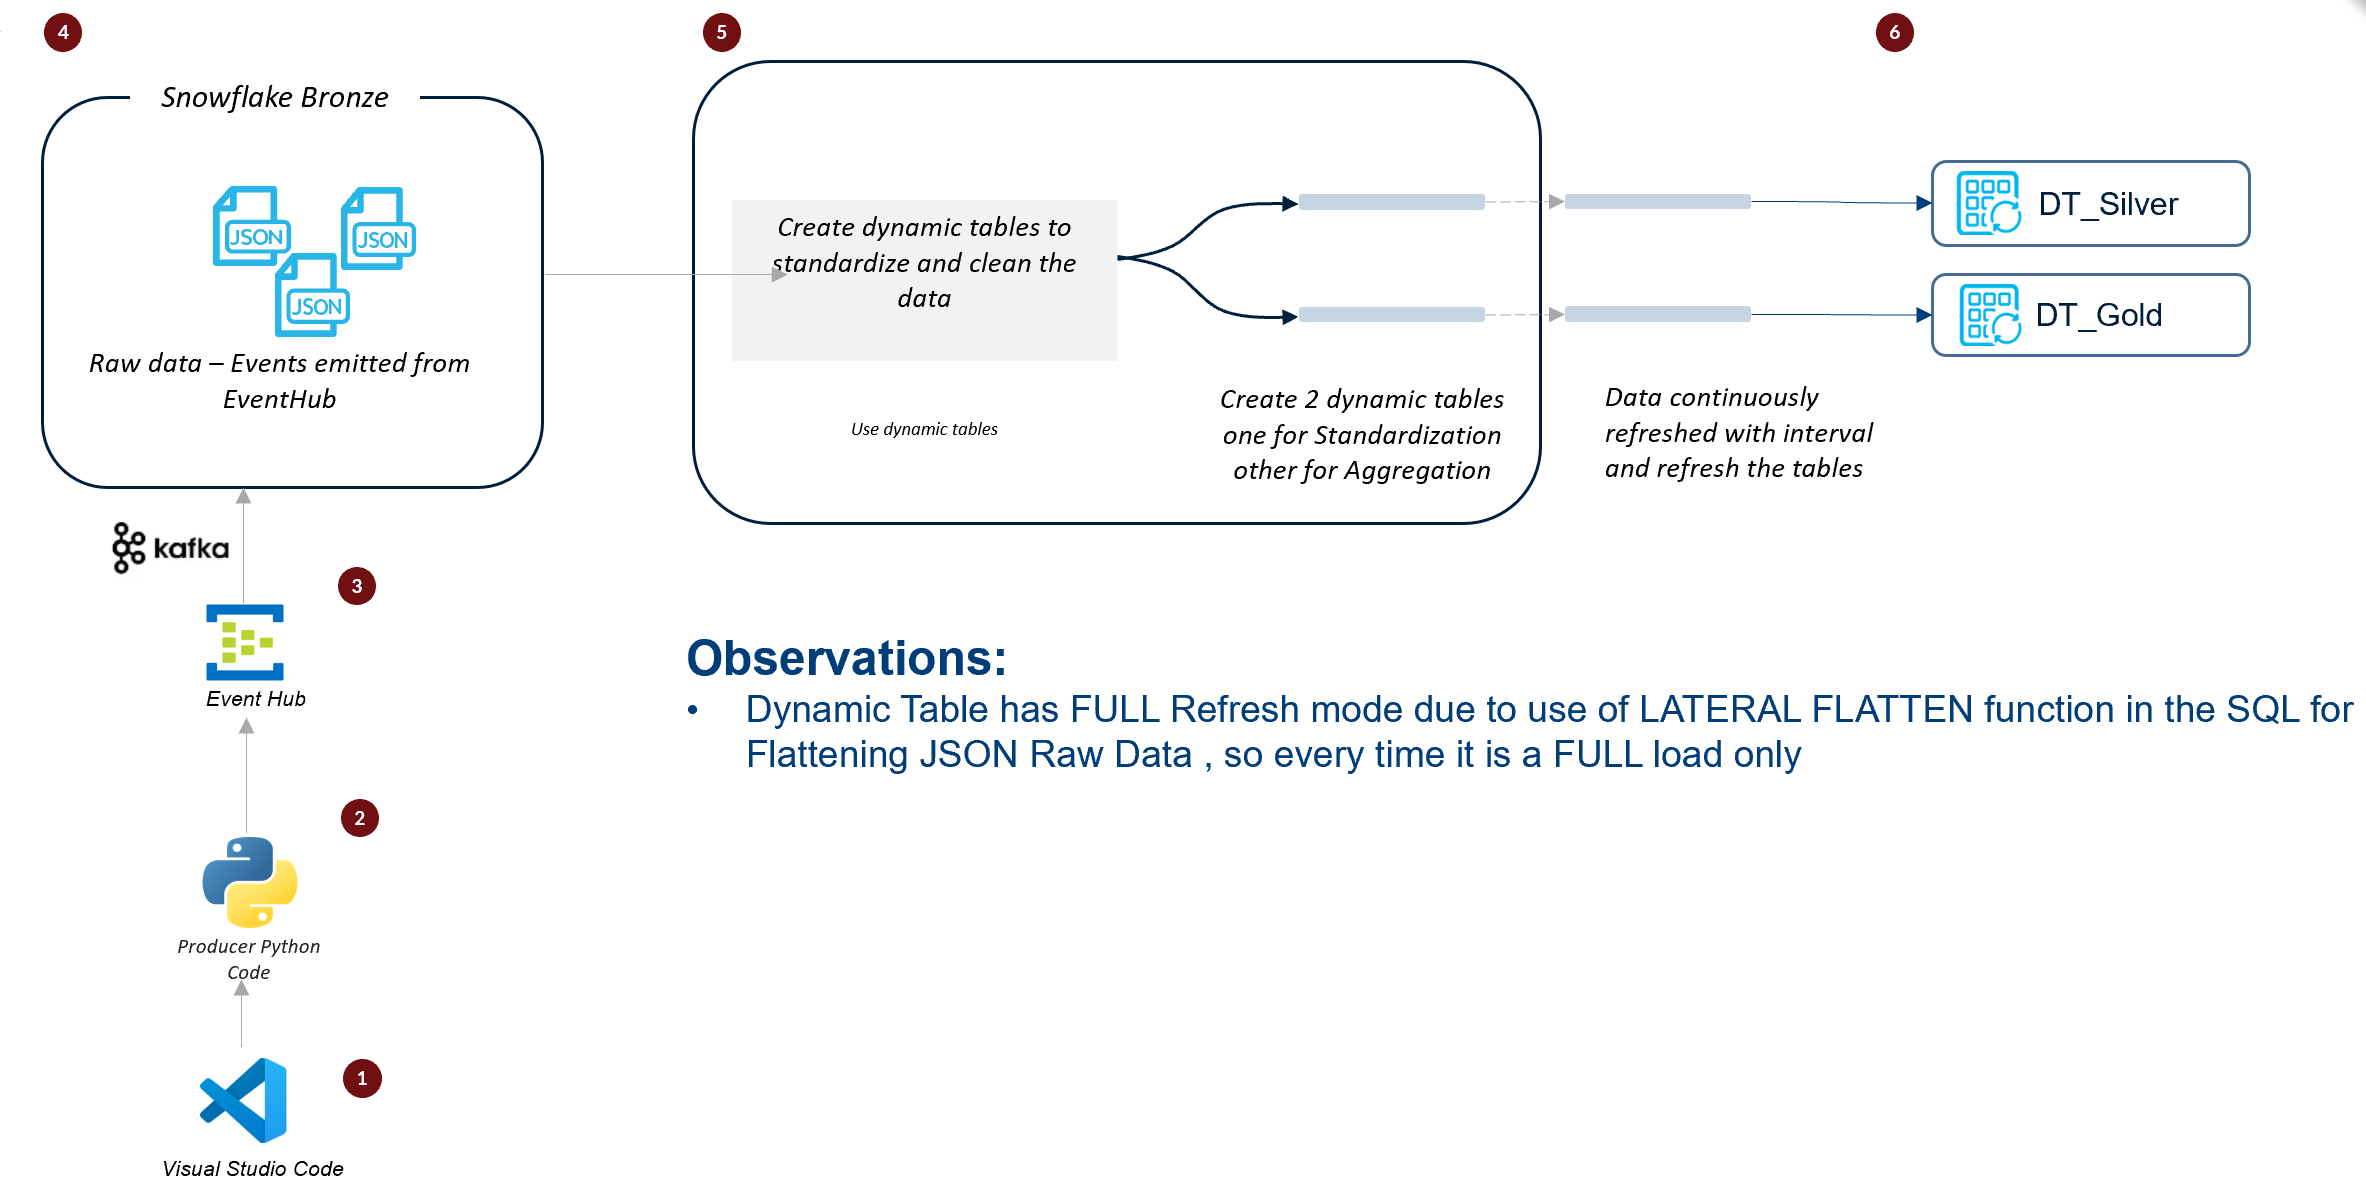 4
Snowflake Bronze
JSON
JSON
JSON
Raw data – Events emitted from
EventHub
kafka
3
Event Hub
2
Producer Python
Code
1
Visual Studio Code
5
Create dynamic tables to
standardize and clean the
data
Use dynamic tables
Create 2 dynamic tables
one for Standardization
other for Aggregation
Data continuously
refreshed with interval
and refresh the tables
6
DT_Silver
DT_Gold
Observations:
• Dynamic Table has FULL Refresh mode due to use of LATERAL FLATTEN function in the SQL for
Flattening JSON Raw Data , so every time it is a FULL load only